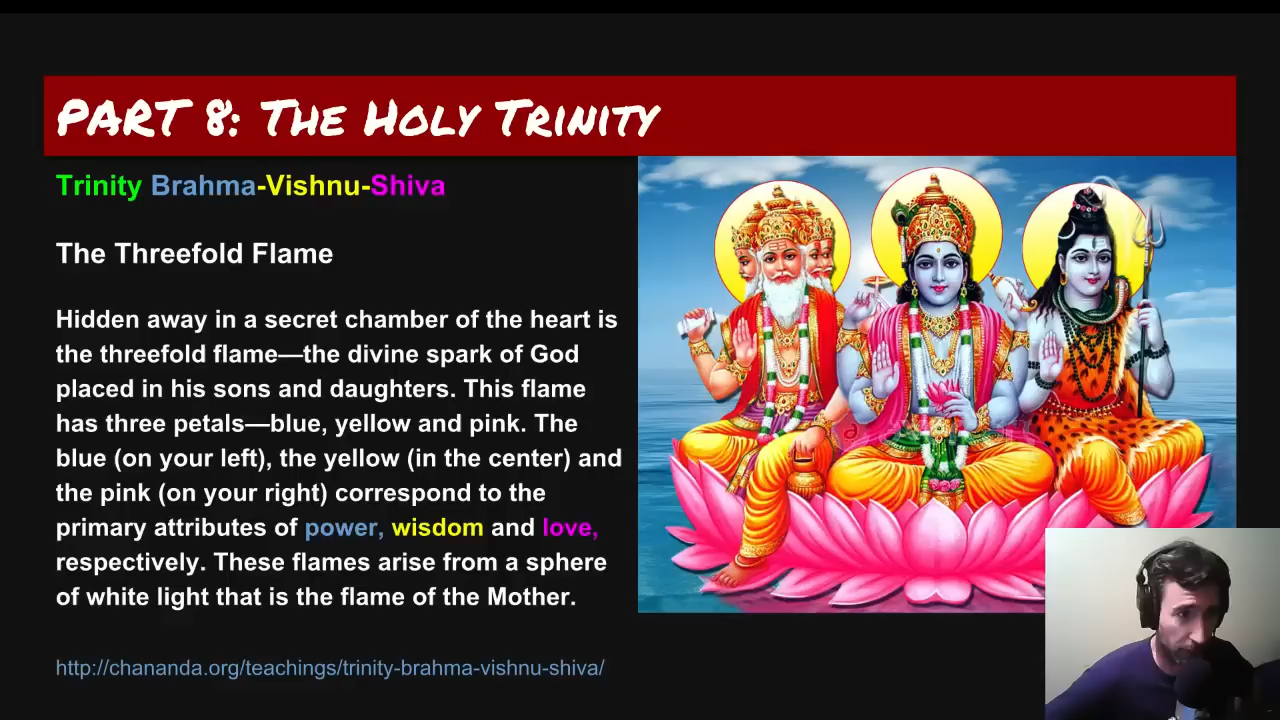 PART 8: THE HOLY TRINITY
Trinity Brahma-Vishnu-Shiva
The Threefold Flame
Hidden away in a secret chamber of the heart is
the threefold flame—the divine spark of God
placed in his sons and daughters. This flame
has three petals—blue, yellow and pink. The
blue (on your left), the yellow (in the center) and
the pink (on your right) correspond to the
primary attributes of power, wisdom and love,
respectively. These flames arise from a sphere
of white light that is the flame of the Mother.
http://chananda.org/teachings/trinity-brahma-vishnu-shiva/